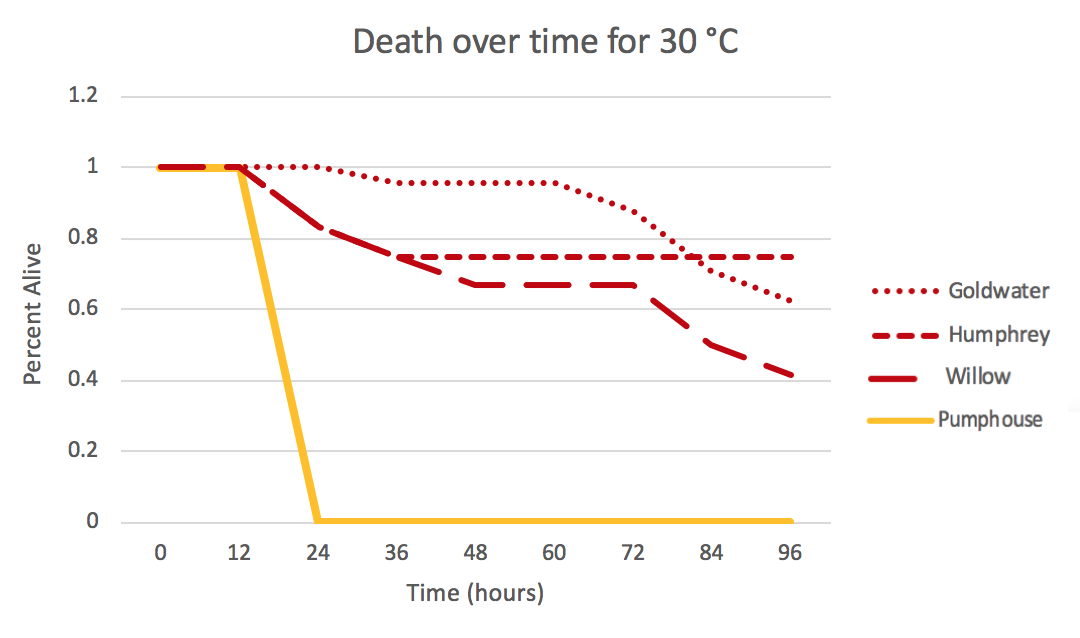 Death over time for 30 °C
1.2
1
0.8
0.6
0.4
0.2
0
Percent Alive
0 12 24 36 48 60 72 84 96
Time (hours)
Goldwater
Humphrey
Willow
Pumphouse